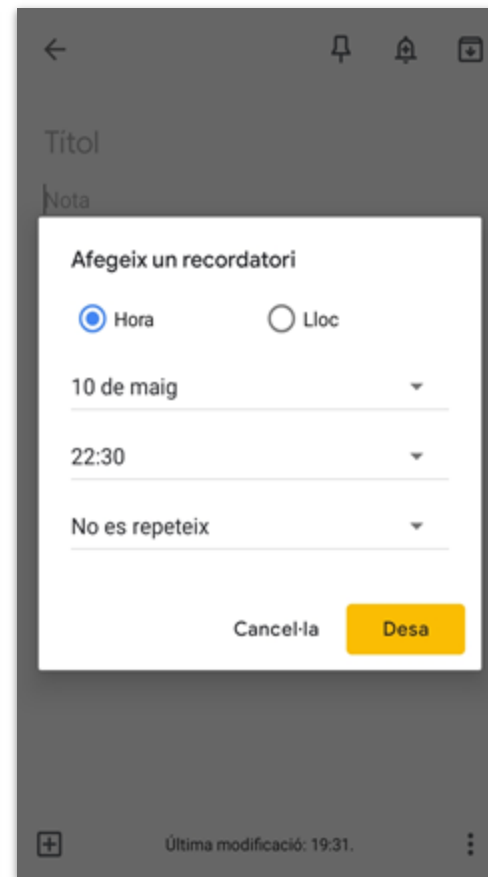 Títol
Nota
Afegeix un recordatori
Hora Lloc
10 de maig
22:30
No es repeteix
Cancel·la Desa
Última modificació: 19:31.